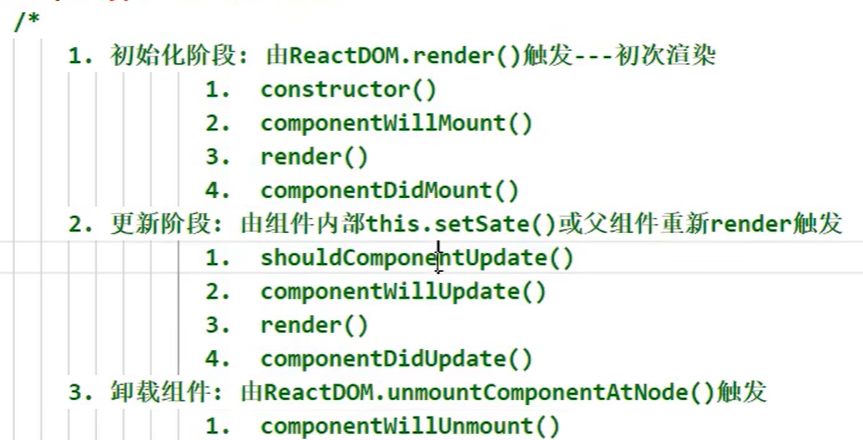 /*
1. 初始化阶段: 由ReactDOM.render()触发---初次渲染
1. constructor()
2. componentWillMount()
3. render()
4. componentDidMount()
2. 更新阶段: 由组件内部this.setSate()或父组件重新render触发
1. shouldComponentUpdate()
2. componentWillUpdate()
3. render()
4. componentDidUpdate()
3. 卸载组件: 由ReactDOM.unmountComponentAtNode()触发
1. componentWillUnmount()